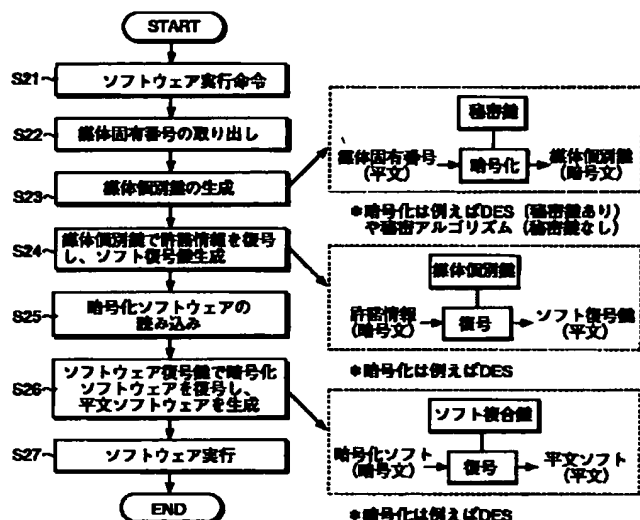 START
S21
ソフトウェア実行命令
S22
媒体固有番号の取り出し
S23
媒体個別鍵の生成
S24
媒体個別鍵で許諾情報を復号
し、ソフト復号鍵生成
S25
暗号化ソフトウェアの
読み込み
S26
ソフトウェア復号鍵で暗号化
ソフトウェアを復号し、
平文ソフトウェアを生成
S27
ソフトウェア実行
END
秘密鍵
媒体固有番号
(平文)
暗号化
媒体個別鍵
(暗号文)
*暗号化は例えばDES(秘密鍵あり)
や秘密アルゴリズム(秘密鍵なし)
媒体個別鍵
許諾情報
(暗号文)
復号
ソフト復号鍵
(平文)
*暗号化は例えばDES
ソフト複合鍵
暗号化ソフト
(暗号文)
復号
平文ソフト
(平文)
*暗号化は例えばDES